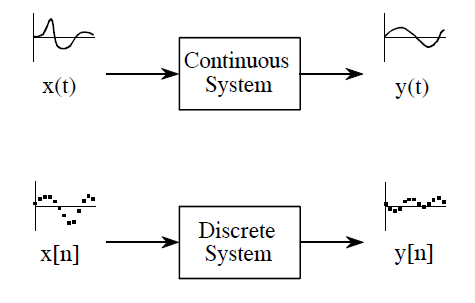 Continuous
System
x(t)
y(t)
Discrete
System
x[n]
y[n]